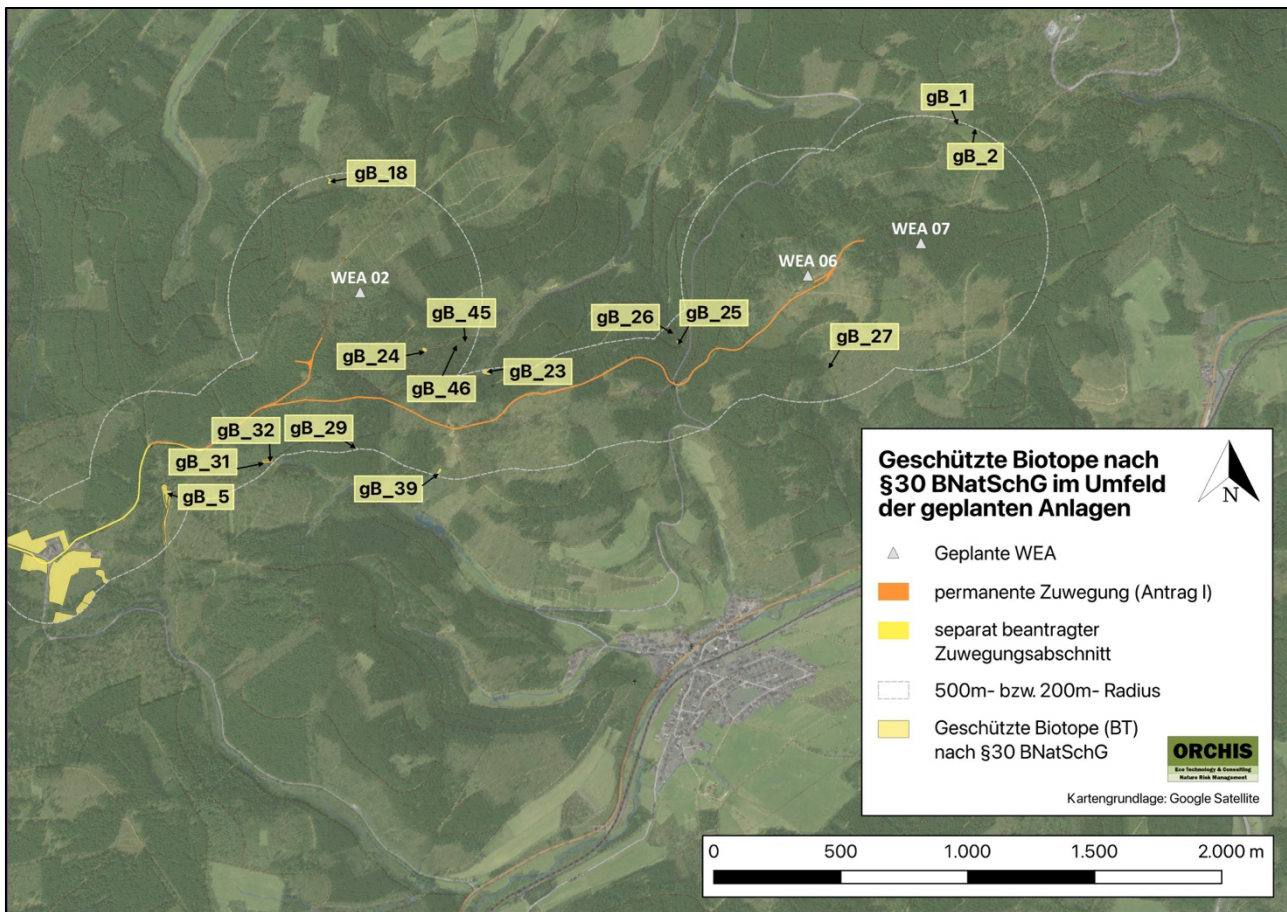 gB_1
gB_2
gB_18
WEA 07
WEA 06
WEA 02
gB_45
gB_26
gB_25
gB_24
gB_27
gB_46
gB_23
gB_32
gB_29
gB_31
gB_39
gB_5
Geschützte Biotope nach
§30 BNatSchG im Umfeld
der geplanten Anlagen
N
Geplante WEA
permanente Zuwegung (Antrag I)
separat beantragter
Zuwegungsabschnitt
500m- bzw. 200m- Radius
Geschützte Biotope (BT)
nach §30 BNatSchG
ORCHIS
Eco Technology & Consulting
Nature Risk Management
Kartengrundlage: Google Satellite
0 500 1.000 1.500 2.000 m